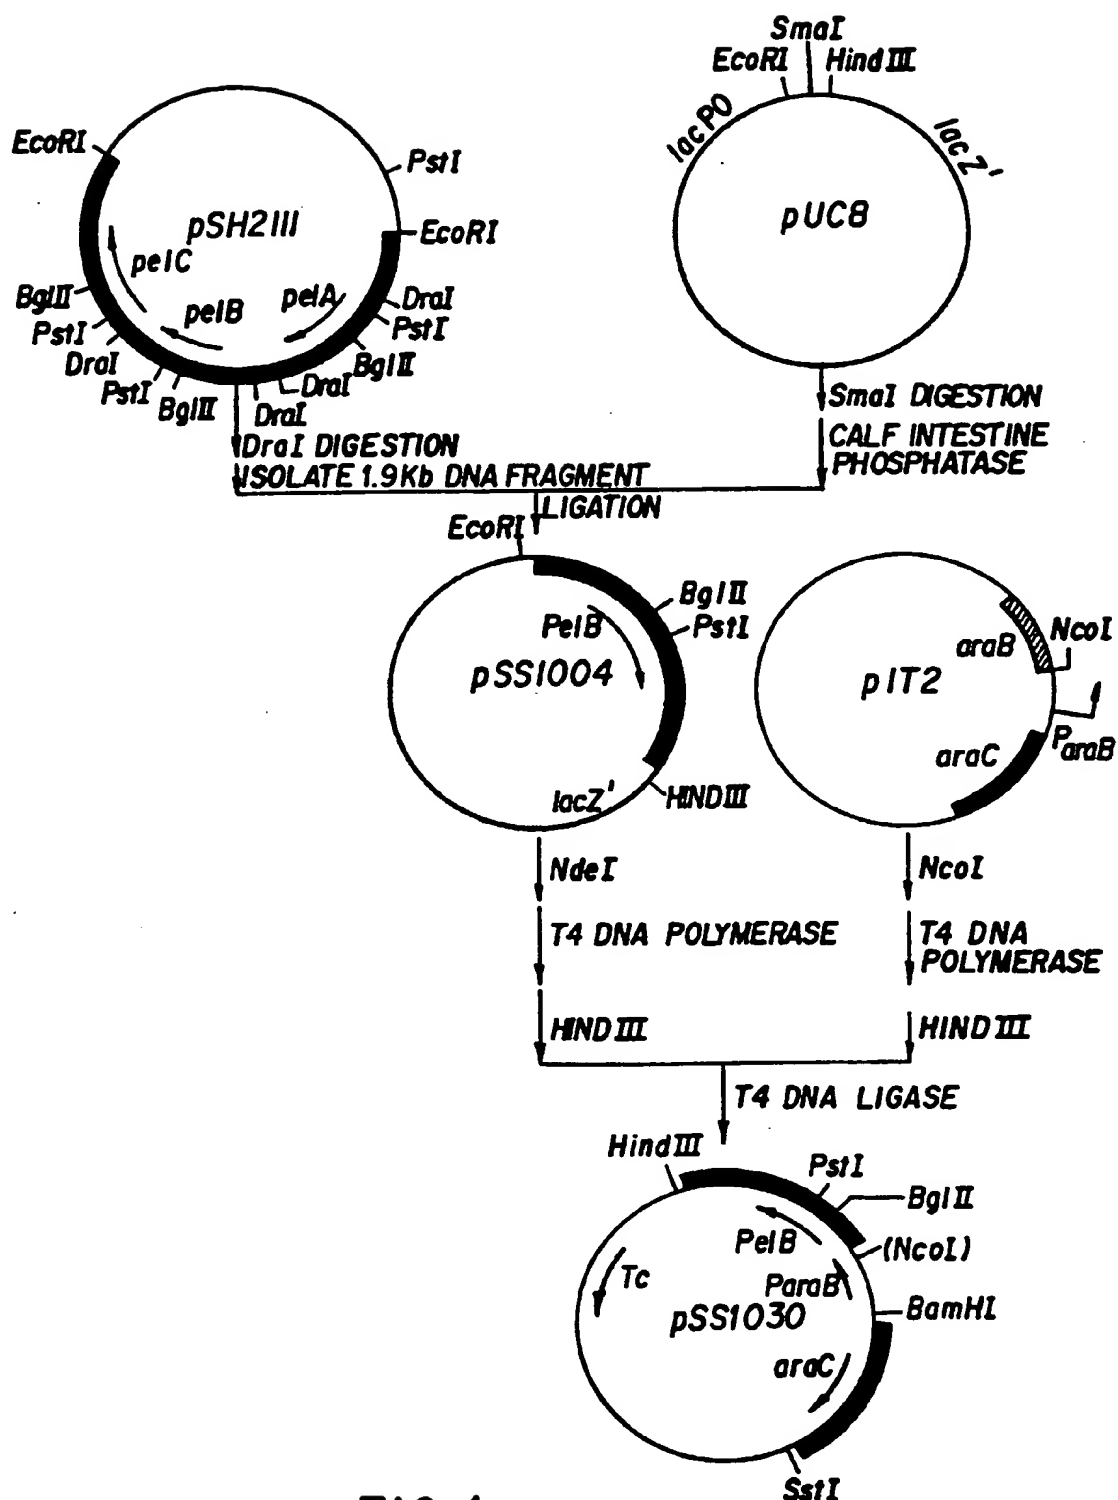 SmaI
EcoRI
HindIII
lacPO
lacZ'
pUC8
EcoRI
PstI
pSH2111
EcoRI
pelC
pelB
pelA
BglII
PstI
DraI
PstI
BglII
DraI
DraI
BglII
PstI
DraI
DraI DIGESTION
ISOLATE 1.9Kb DNA FRAGMENT
SmaI DIGESTION
CALF INTESTINE
PHOSPHATASE
LIGATION
EcoRI
BglII
PstI
PelB
pSS1004
lacZ'
HINDIII
araB
NcoI
pIT2
ParaB
araC
NdeI
NcoI
T4 DNA POLYMERASE
T4 DNA
POLYMERASE
HINDIII
HINDIII
T4 DNA LIGASE
HindIII
PstI
BglII
PelB
(NcoI)
Tc
ParaB
BamHI
pSS1030
araC
SstI